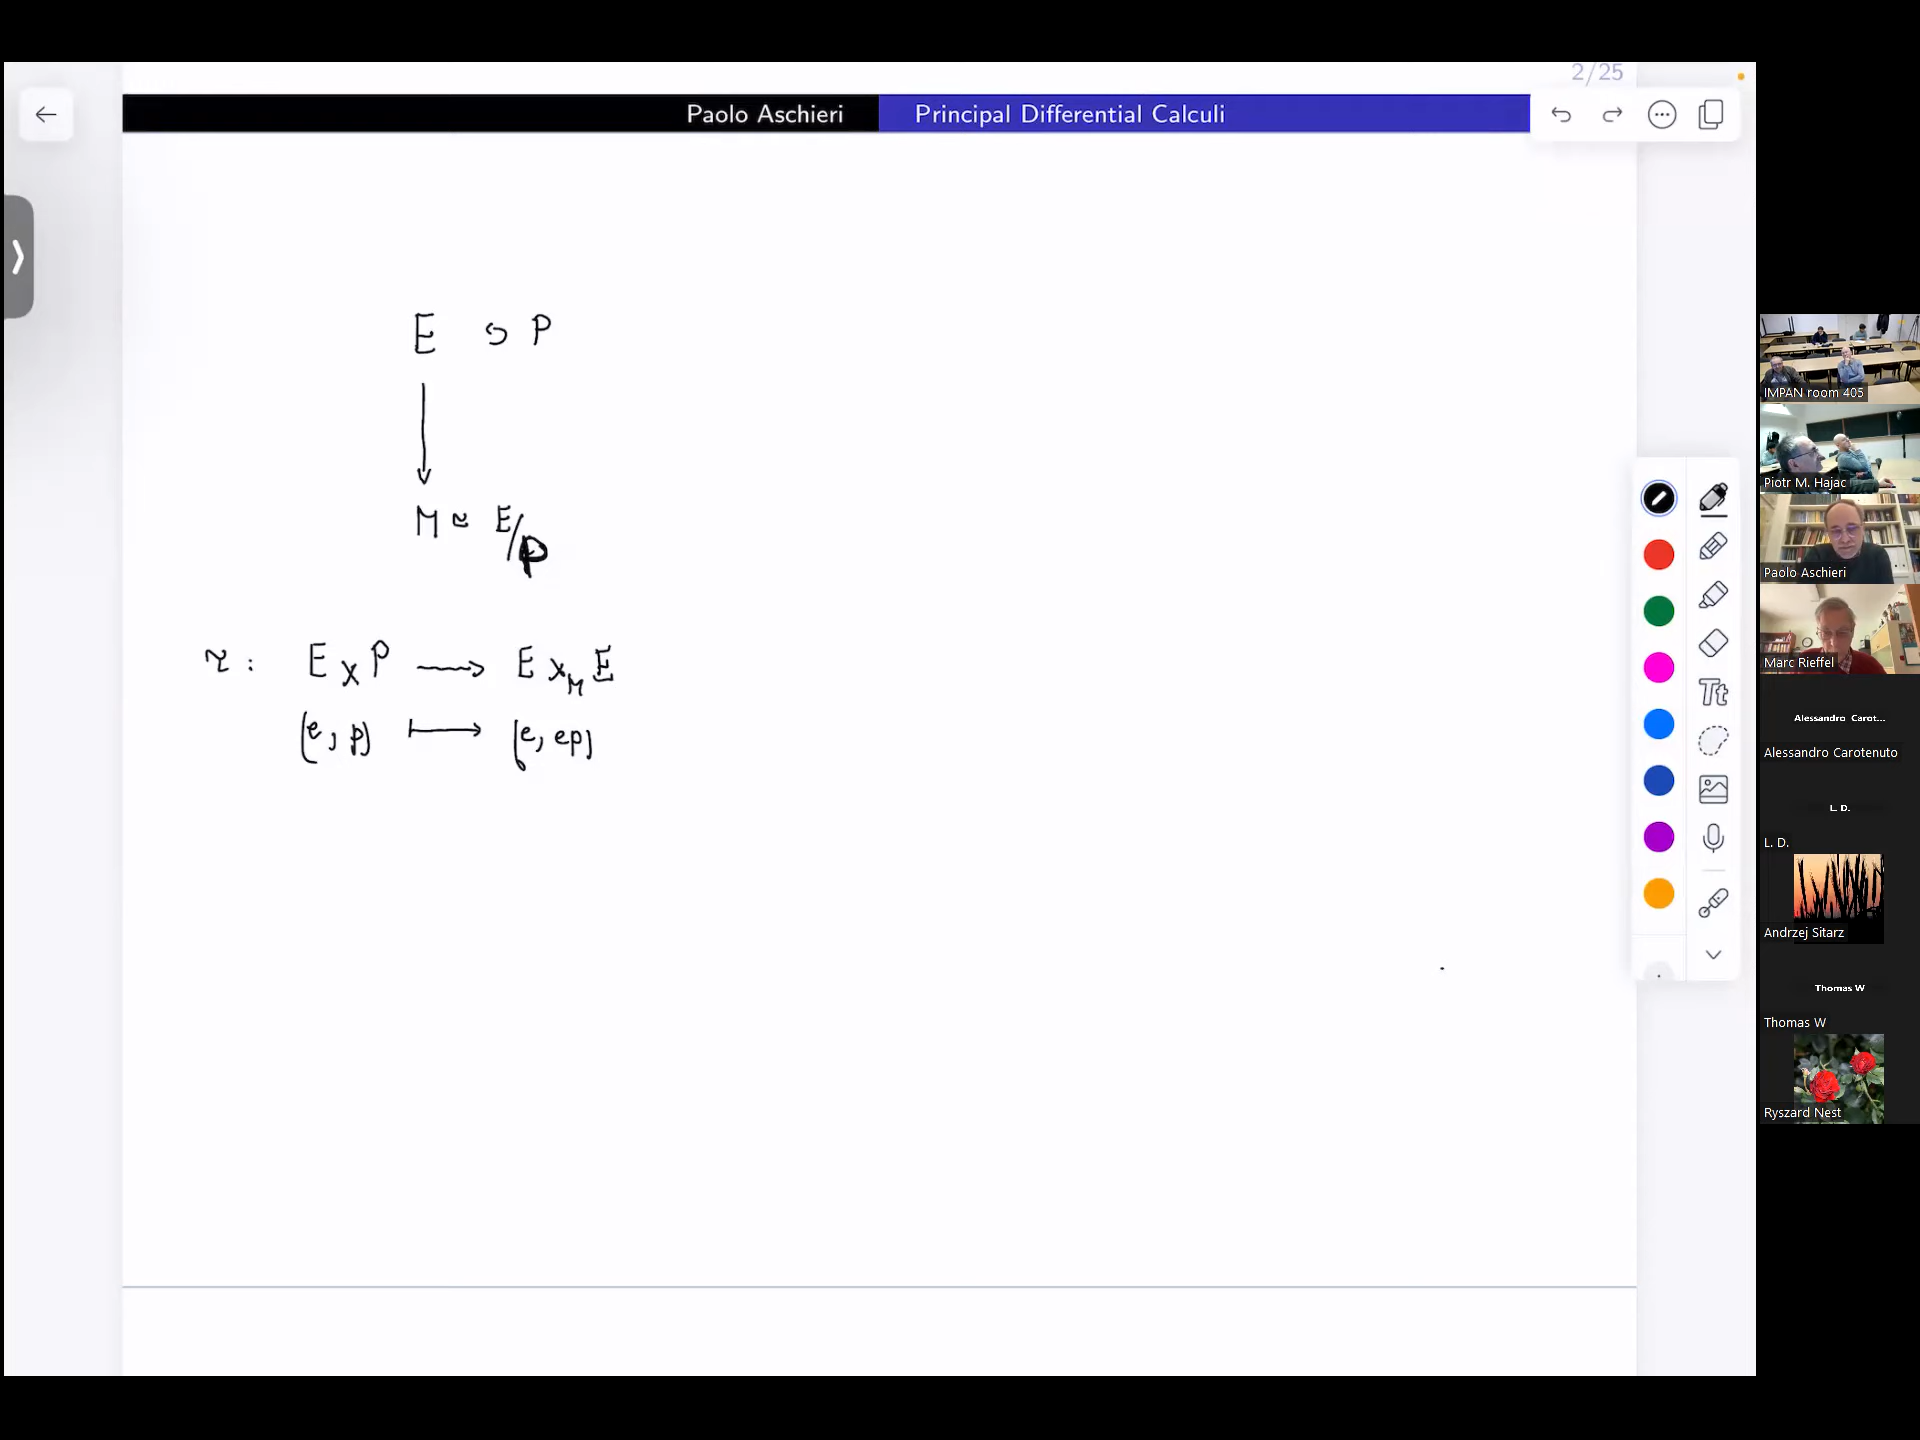 2/25
Paolo Aschieri Principal Differential Calculi
E ↺ P
M ≈ E/P
τ : E × P ⟶ E ×_M E
(e, p) ⟼ (e, ep)
Tt
IMPAN room 405
Piotr M. Hajac
Paolo Aschieri
Marc Rieffel
Alessandro Carot...
Alessandro Carotenuto
L. D.
L. D.
Andrzej Sitarz
Thomas W
Thomas W
Ryszard Nest